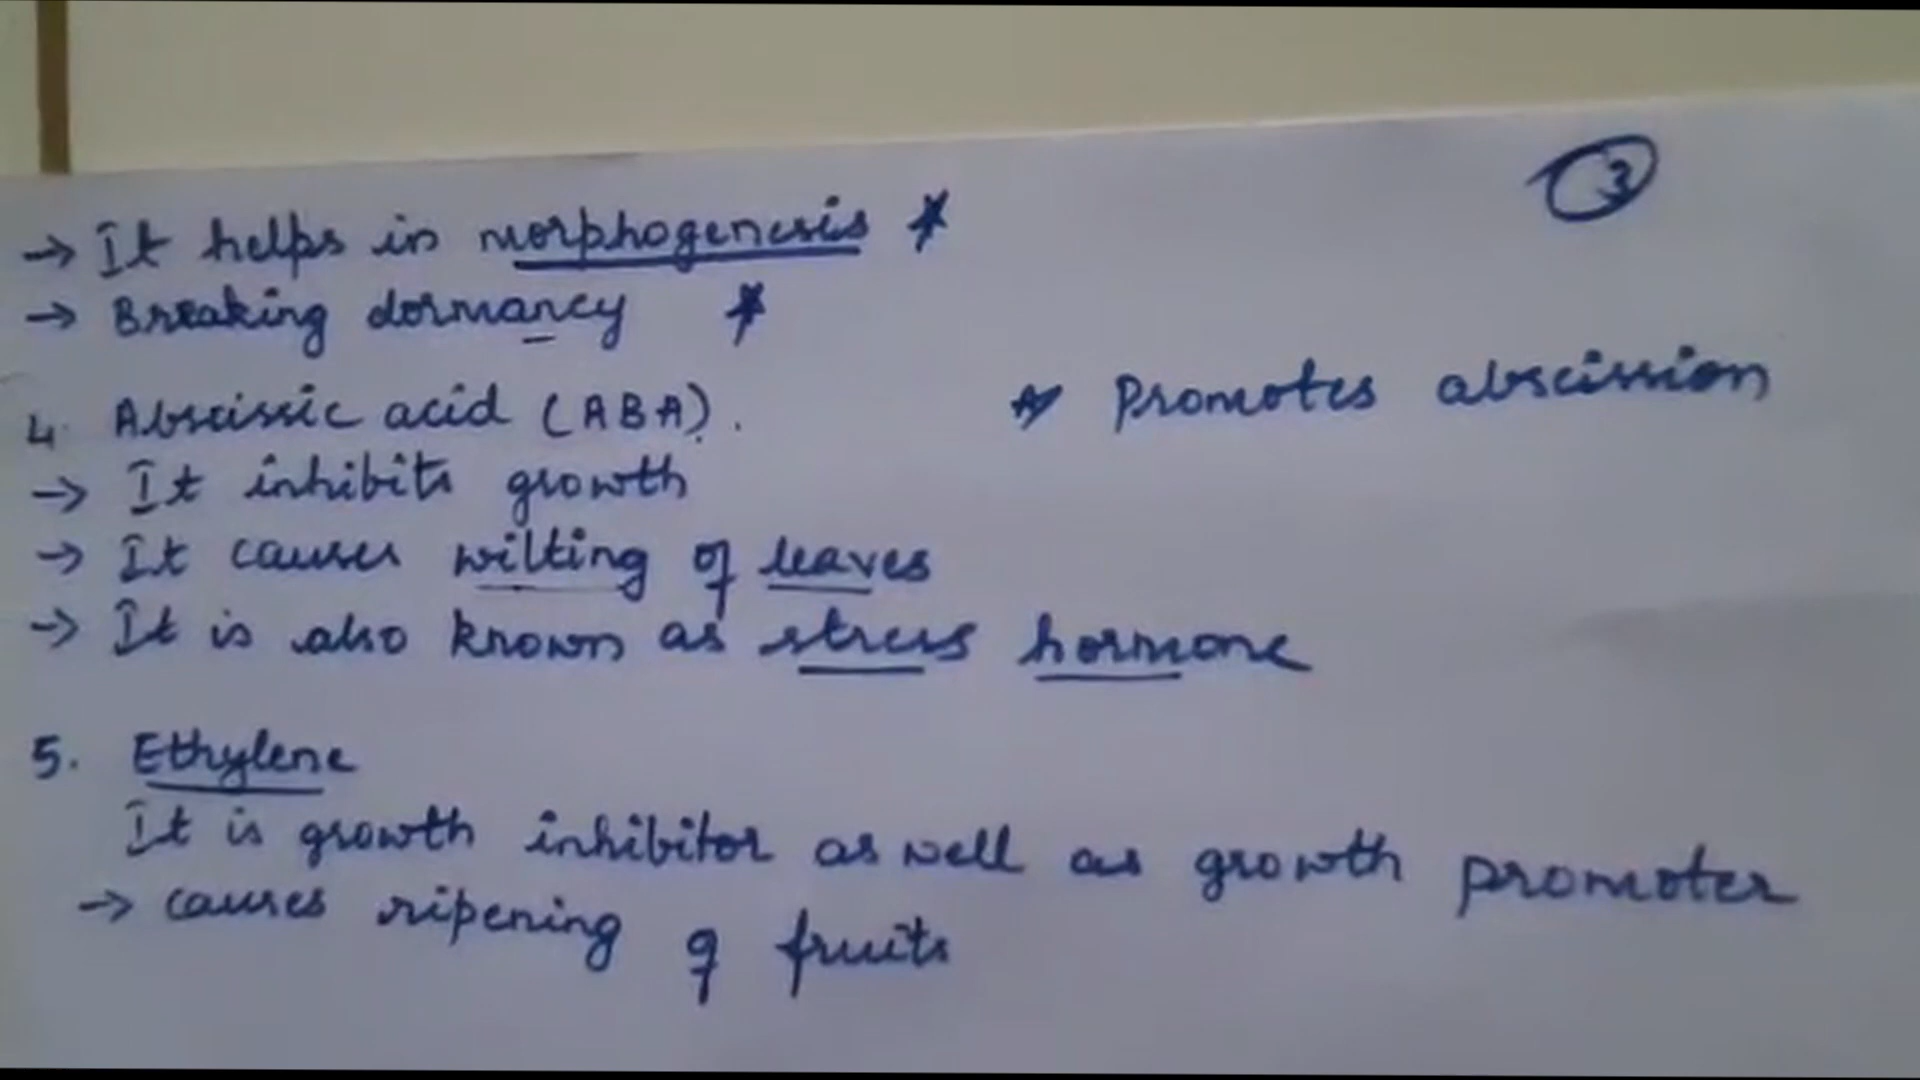 3
→ It helps in morphogenesis *
→ Breaking dormancy *
4. Abscissic acid (ABA). * Promotes abscission
→ It inhibits growth
→ It causes wilting of leaves
→ It is also known as stress hormone
5. Ethylene
It is growth inhibitor as well as growth promoter
→ causes ripening of fruits